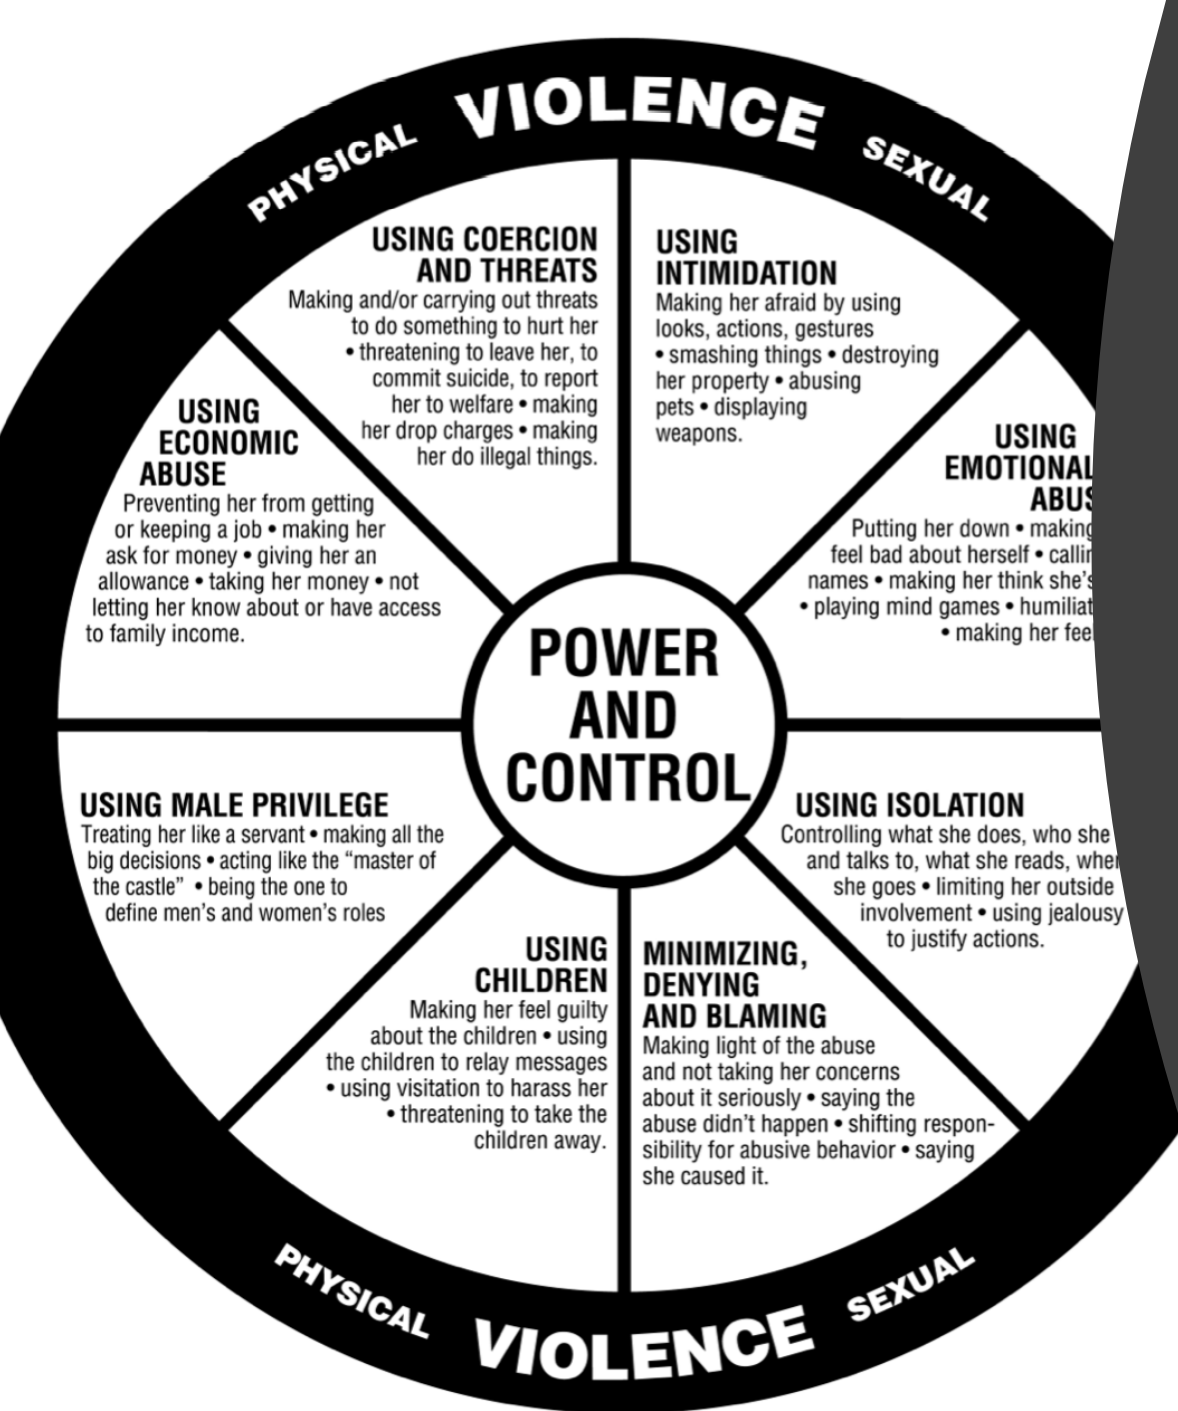 PHYSICAL VIOLENCE SEXUAL
USING COERCION
AND THREATS
Making and/or carrying out threats
to do something to hurt her
• threatening to leave her, to
commit suicide, to report
her to welfare • making
her drop charges • making
her do illegal things.
USING
INTIMIDATION
Making her afraid by using
looks, actions, gestures
• smashing things • destroying
her property • abusing
pets • displaying
weapons.
USING
EMOTIONAL
Putting her down • making
feel bad about herself •
names • making her think she's
• playing mind games •
• making her
USING ISOLATION
Controlling what she does, who she
and talks to, what she reads,
she goes • limiting her outside
involvement • using jealousy
to justify actions.
MINIMIZING,
DENYING
AND BLAMING
Making light of the abuse
and not taking her concerns
about it seriously • saying the
abuse didn't happen • shifting respon-
sibility for abusive behavior • saying
she caused it.
USING
CHILDREN
Making her feel guilty
about the children • using
the children to relay messages
• using visitation to harass her
• threatening to take the
children away.
USING MALE PRIVILEGE
Treating her like a servant • making all the
big decisions • acting like the “master of
the castle” • being the one to
define men's and women's roles
USING
ECONOMIC
ABUSE
Preventing her from getting
or keeping a job • making her
ask for money • giving her an
allowance • taking her money • not
letting her know about or have access
to family income.
POWER
AND
CONTROL
PHYSICAL VIOLENCE SEXUAL